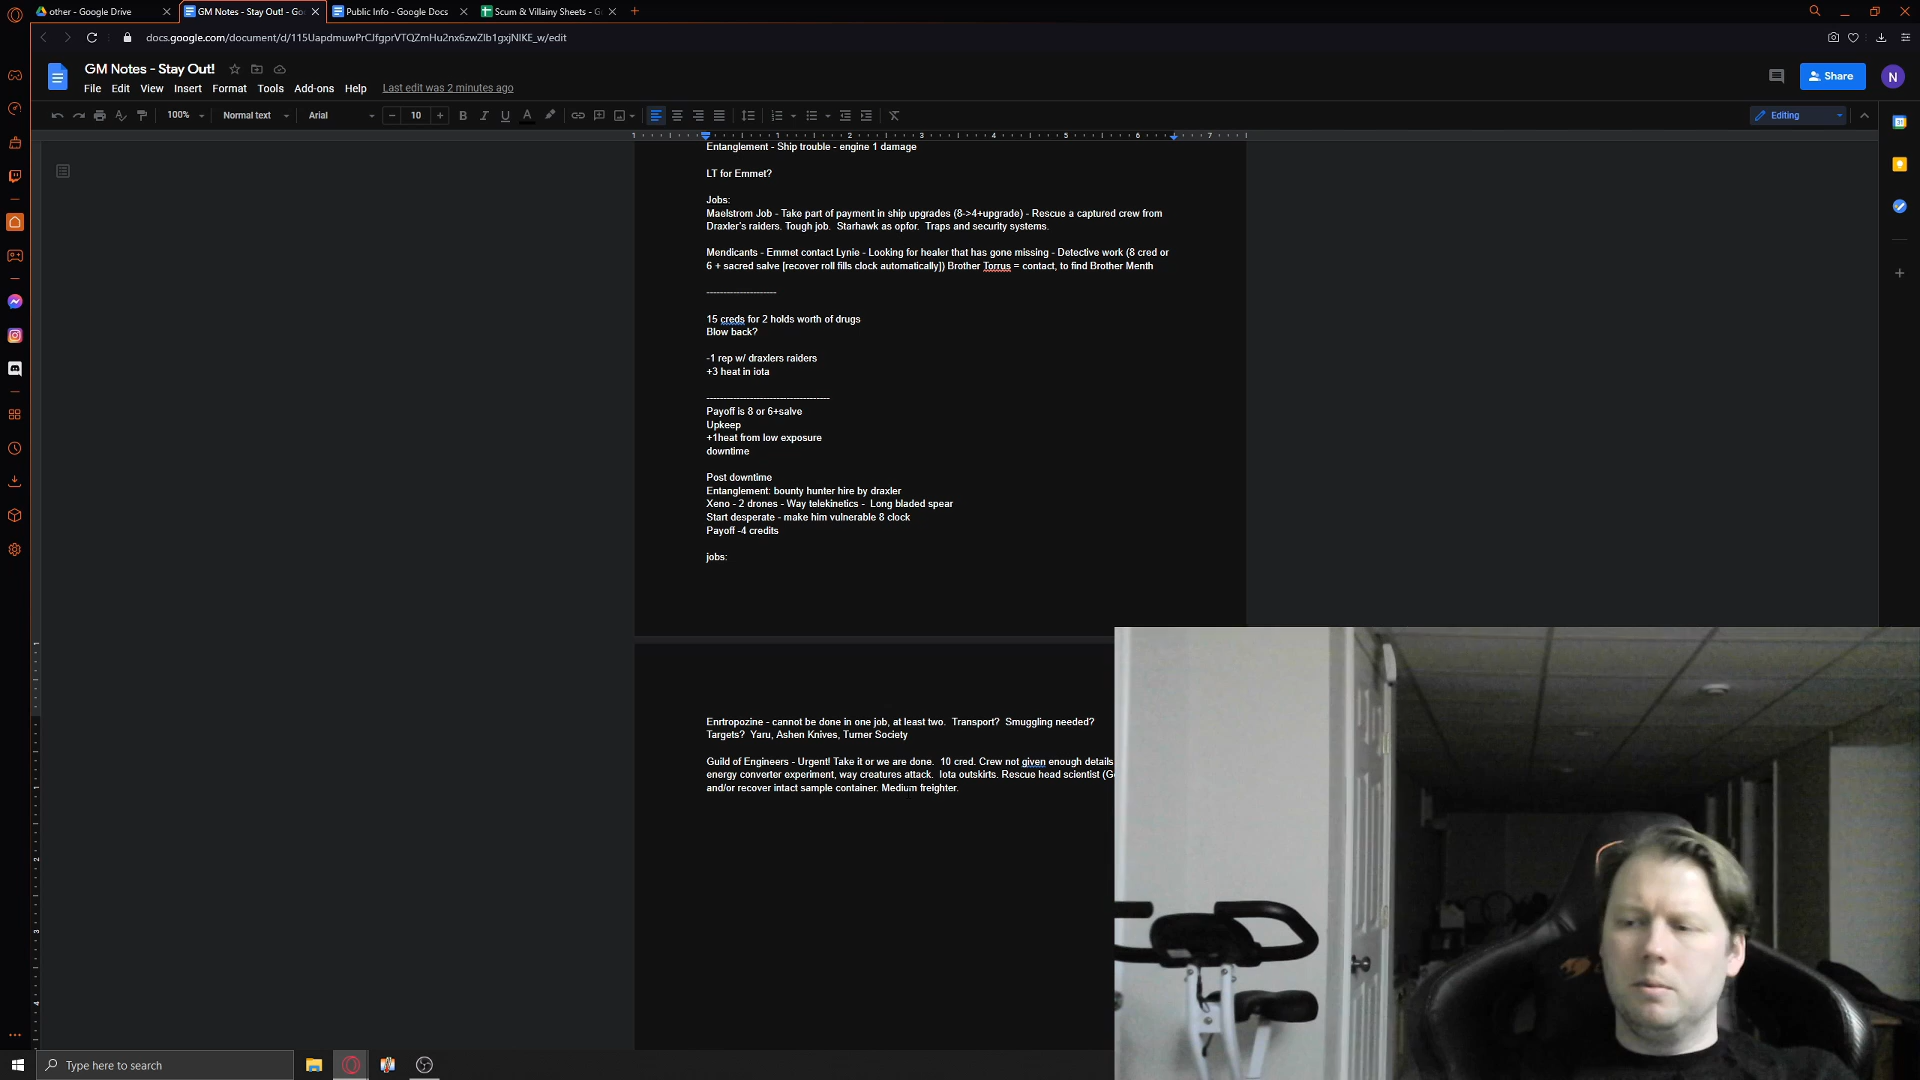 other - Google Drive
GM Notes - Stay Out! - Go
Public Info - Google Docs
Scum & Villainy Sheets - G
docs.google.com/document/d/115UapdmuwPrCJfgprVTQZmHu2nx6zwZIb1gxjNIKE_w/edit
GM Notes - Stay Out!
File Edit View Insert Format Tools Add-ons Help Last edit was 2 minutes ago
Share
N
100% Normal text Arial 10
Editing
1 1 2 3 4 5 6 7
Entanglement - Ship trouble - engine 1 damage
LT for Emmet?
Jobs:
Maelstrom Job - Take part of payment in ship upgrades (8->4+upgrade) - Rescue a captured crew from
Draxler's raiders. Tough job. Starhawk as opfor. Traps and security systems.
Mendicants - Emmet contact Lynie - Looking for healer that has gone missing - Detective work (8 cred or
6 + sacred salve [recover roll fills clock automatically]) Brother Torrus = contact, to find Brother Menth
---------------------
15 creds for 2 holds worth of drugs
Blow back?
-1 rep w/ draxlers raiders
+3 heat in iota
-------------------------------------
Payoff is 8 or 6+salve
Upkeep
+1heat from low exposure
downtime
Post downtime
Entanglement: bounty hunter hire by draxler
Xeno - 2 drones - Way telekinetics - Long bladed spear
Start desperate - make him vulnerable 8 clock
Payoff -4 credits
jobs:
Enrtropozine - cannot be done in one job, at least two. Transport? Smuggling needed?
Targets? Yaru, Ashen Knives, Turner Society
Guild of Engineers - Urgent! Take it or we are done. 10 cred. Crew not given enough details
energy converter experiment, way creatures attack. Iota outskirts. Rescue head scientist
and/or recover intact sample container. Medium freighter.
1
2
3
4
Type here to search